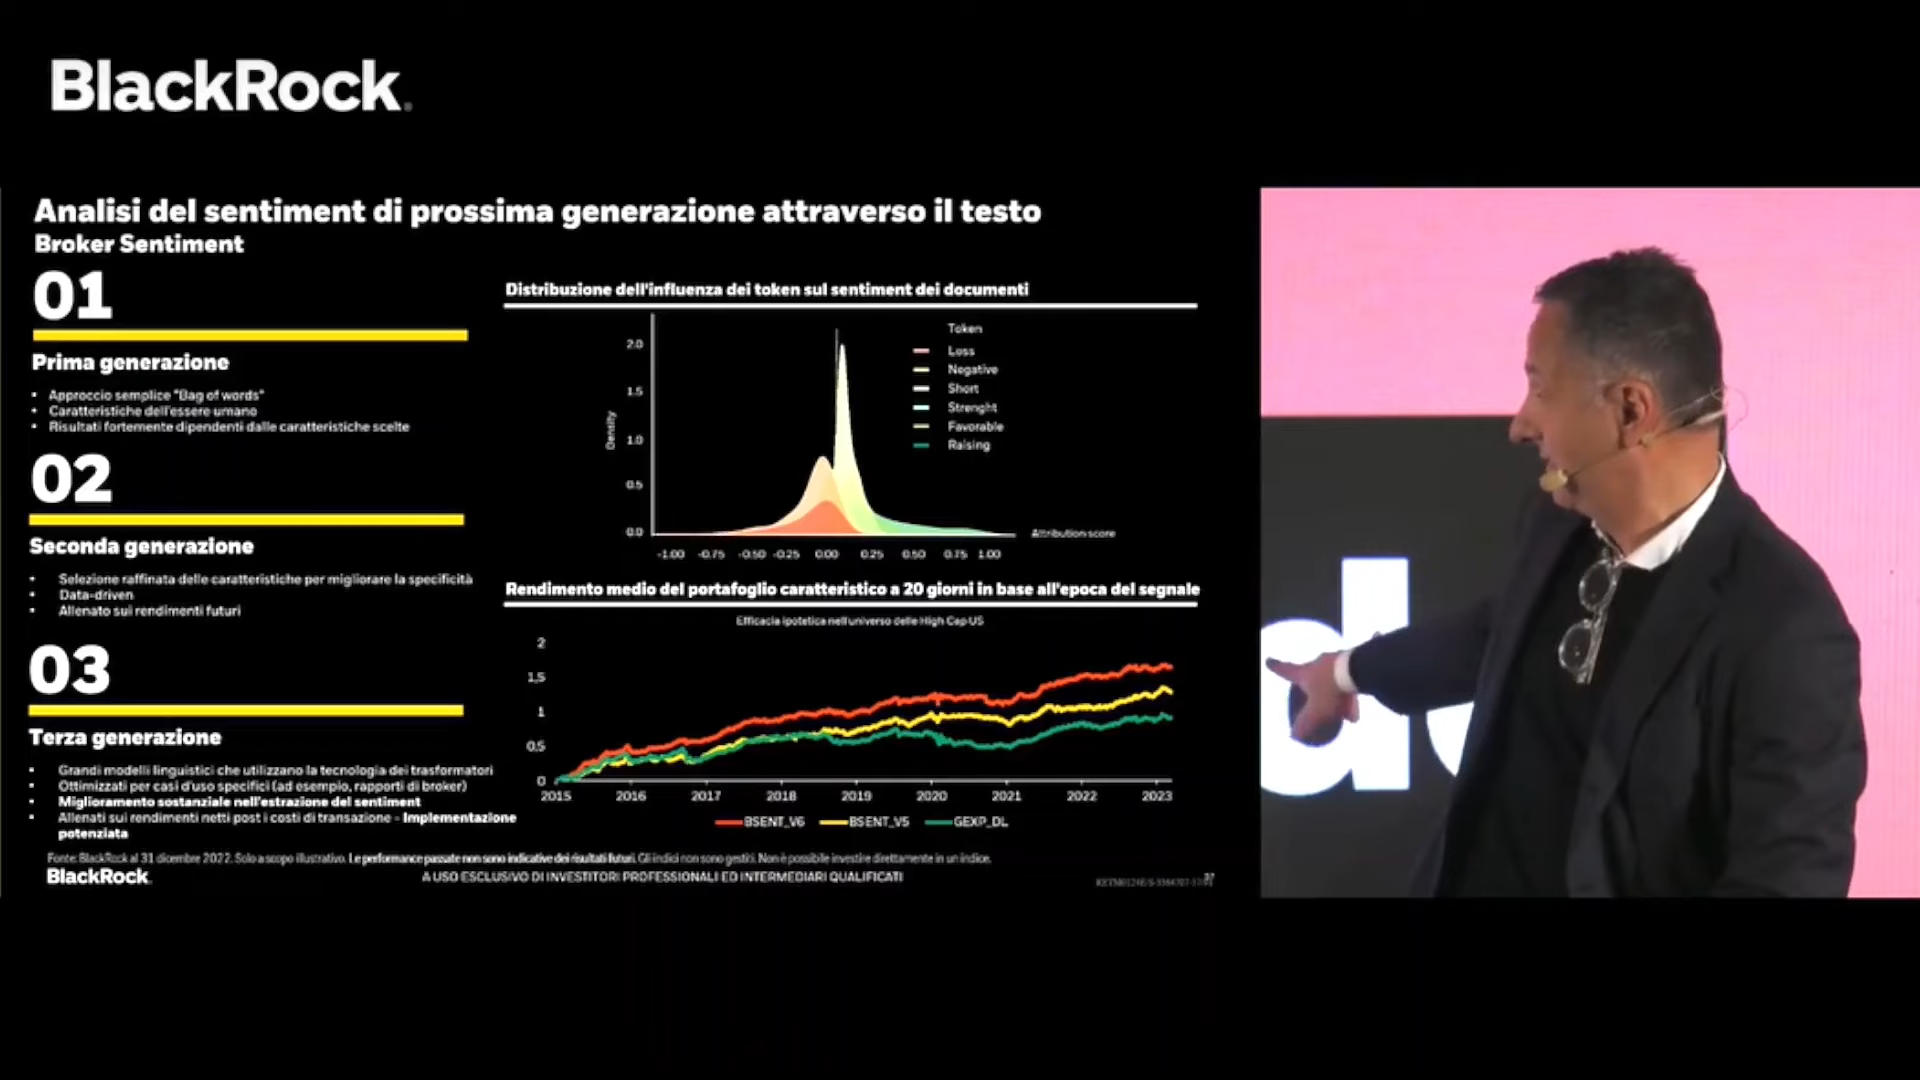 BlackRock.
Analisi del sentiment di prossima generazione attraverso il testo
Broker Sentiment
01
Prima generazione
• Approccio semplice "Bag of words"
• Caratteristiche dell'essere umano
• Risultati fortemente dipendenti dalle caratteristiche scelte
02
Seconda generazione
• Selezione raffinata delle caratteristiche per migliorare la specificità
• Data-driven
• Allenato sui rendimenti futuri
03
Terza generazione
• Grandi modelli linguistici che utilizzano la tecnologia dei trasformatori
• Ottimizzati per casi d'uso specifici (ad esempio, rapporti di broker)
• Miglioramento sostanziale nell'estrazione del sentiment
• Allenati sui rendimenti netti post i costi di transazione - Implementazione
potenziata
Distribuzione dell'influenza dei token sul sentiment dei documenti
Token
Loss
Negative
Short
Strenght
Favorable
Raising
Density
2.0
1.5
1.0
0.5
0.0
Attribution score
-1.00 -0.75 -0.50 -0.25 0.00 0.25 0.50 0.75 1.00
Rendimento medio del portafoglio caratteristico a 20 giorni in base all'epoca del segnale
Efficacia ipotetica nell'universo delle High Cap US
2
1,5
1
0,5
0
2015 2016 2017 2018 2019 2020 2021 2022 2023
BSENT_V6 BSENT_V5 GEXP_DL
Fonte: BlackRock al 31 dicembre 2022. Solo a scopo illustrativo. Le performance passate non sono indicative dei risultati futuri. Gli indici non sono gestiti. Non è possibile investire direttamente in un indice.
BlackRock.
A USO ESCLUSIVO DI INVESTITORI PROFESSIONALI ED INTERMEDIARI QUALIFICATI